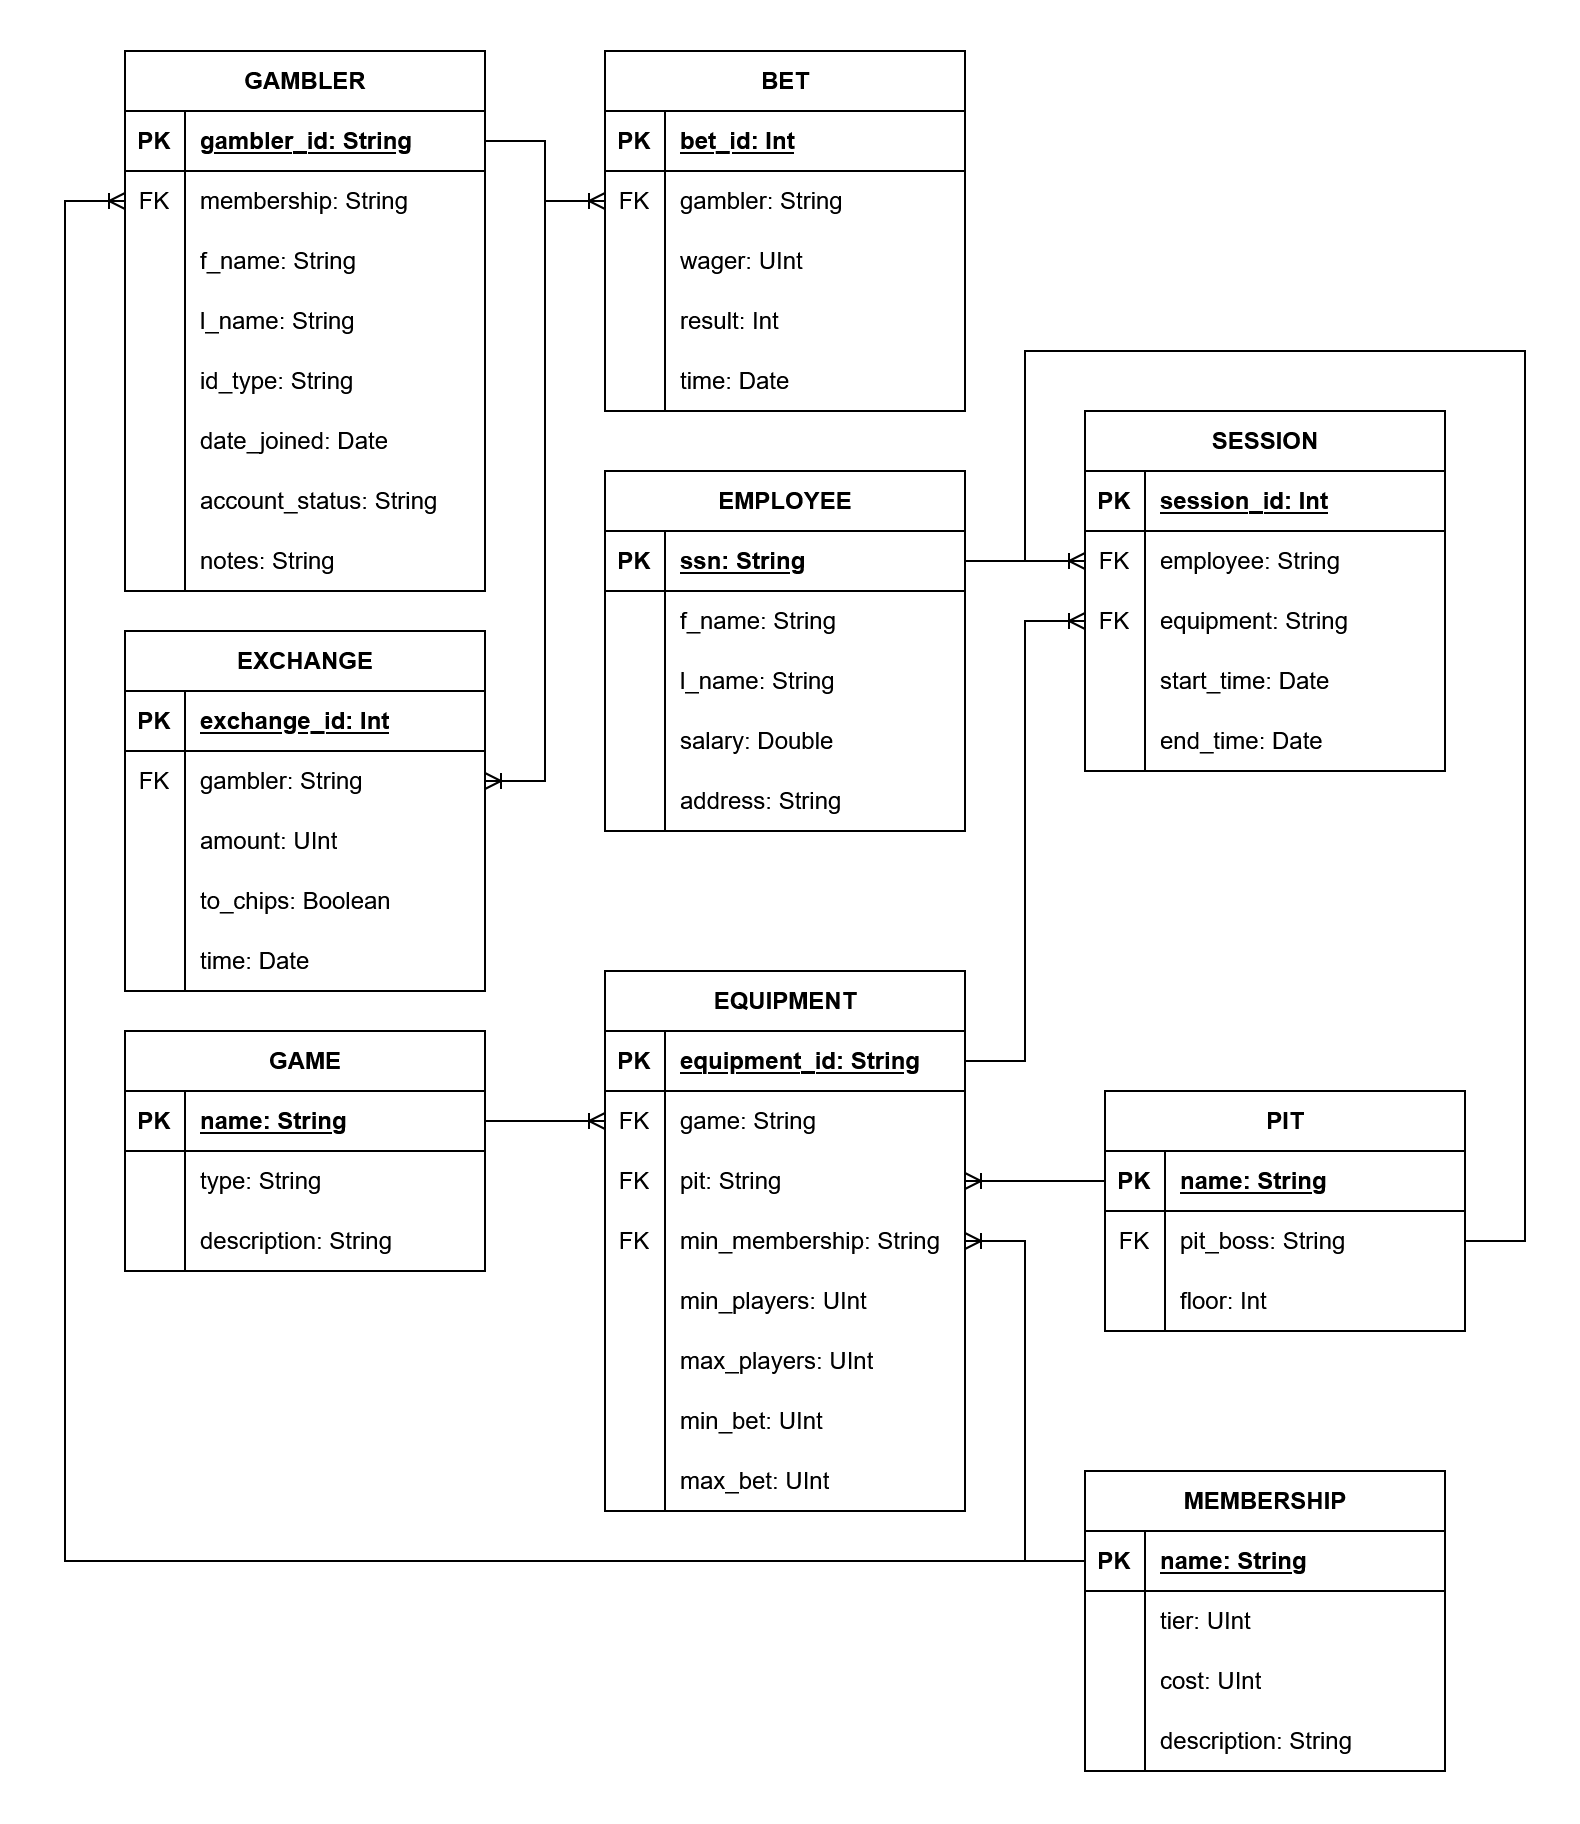 GAMBLER
PK gambler_id: String
FK membership: String
f_name: String
l_name: String
id_type: String
date_joined: Date
account_status: String
notes: String
BET
PK bet_id: Int
FK gambler: String
wager: UInt
result: Int
time: Date
SESSION
PK session_id: Int
FK employee: String
FK equipment: String
start_time: Date
end_time: Date
EMPLOYEE
PK ssn: String
f_name: String
l_name: String
salary: Double
address: String
EXCHANGE
PK exchange_id: Int
FK gambler: String
amount: UInt
to_chips: Boolean
time: Date
EQUIPMENT
PK equipment_id: String
FK game: String
FK pit: String
FK min_membership: String
min_players: UInt
max_players: UInt
min_bet: UInt
max_bet: UInt
GAME
PK name: String
type: String
description: String
PIT
PK name: String
FK pit_boss: String
floor: Int
MEMBERSHIP
PK name: String
tier: UInt
cost: UInt
description: String